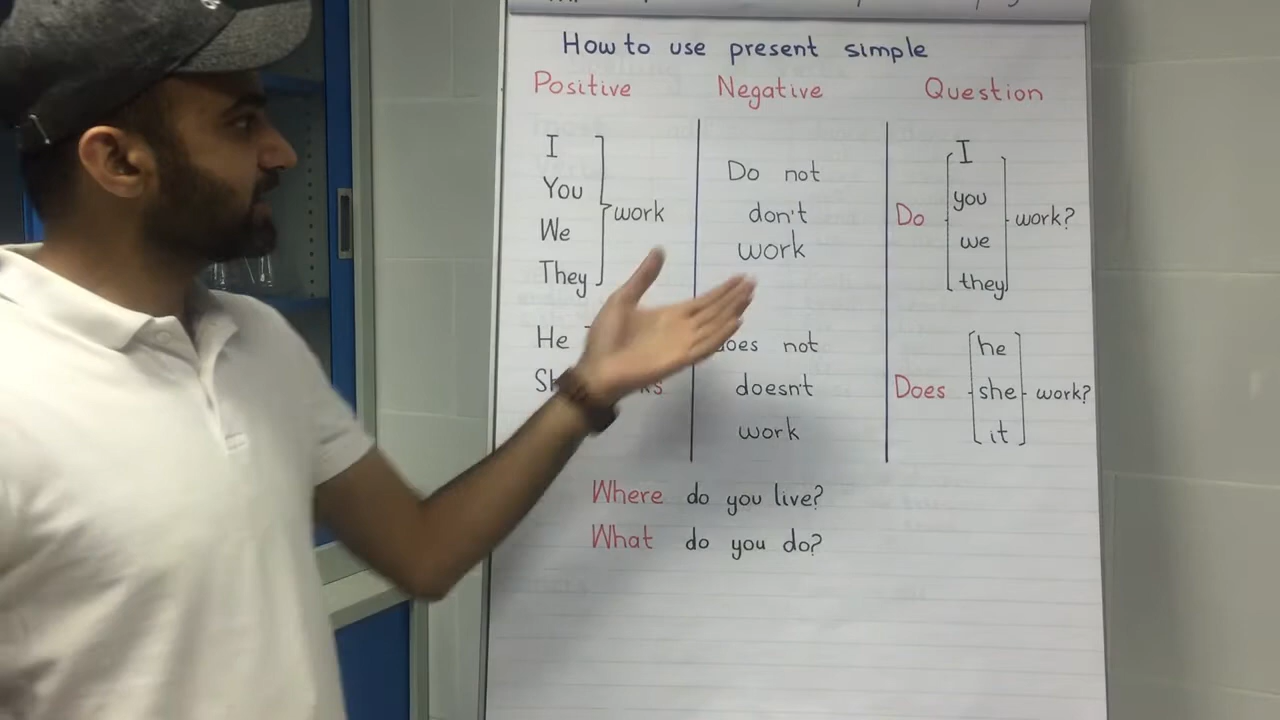 How to use present simple
Positive Negative Question
I
You
We
They
work
Do not
don't
work
Do
I
you
we
they
work?
He
does not
doesn't
work
Does
he
she
it
work?
Where do you live?
What do you do?